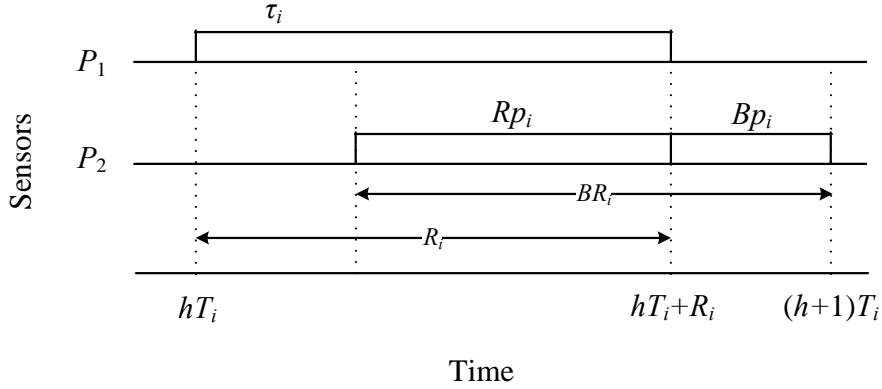 τi
P1
Rpi
Bpi
P2
Sensors
BRi
Ri
hTi
hTi+Ri
(h+1)Ti
Time